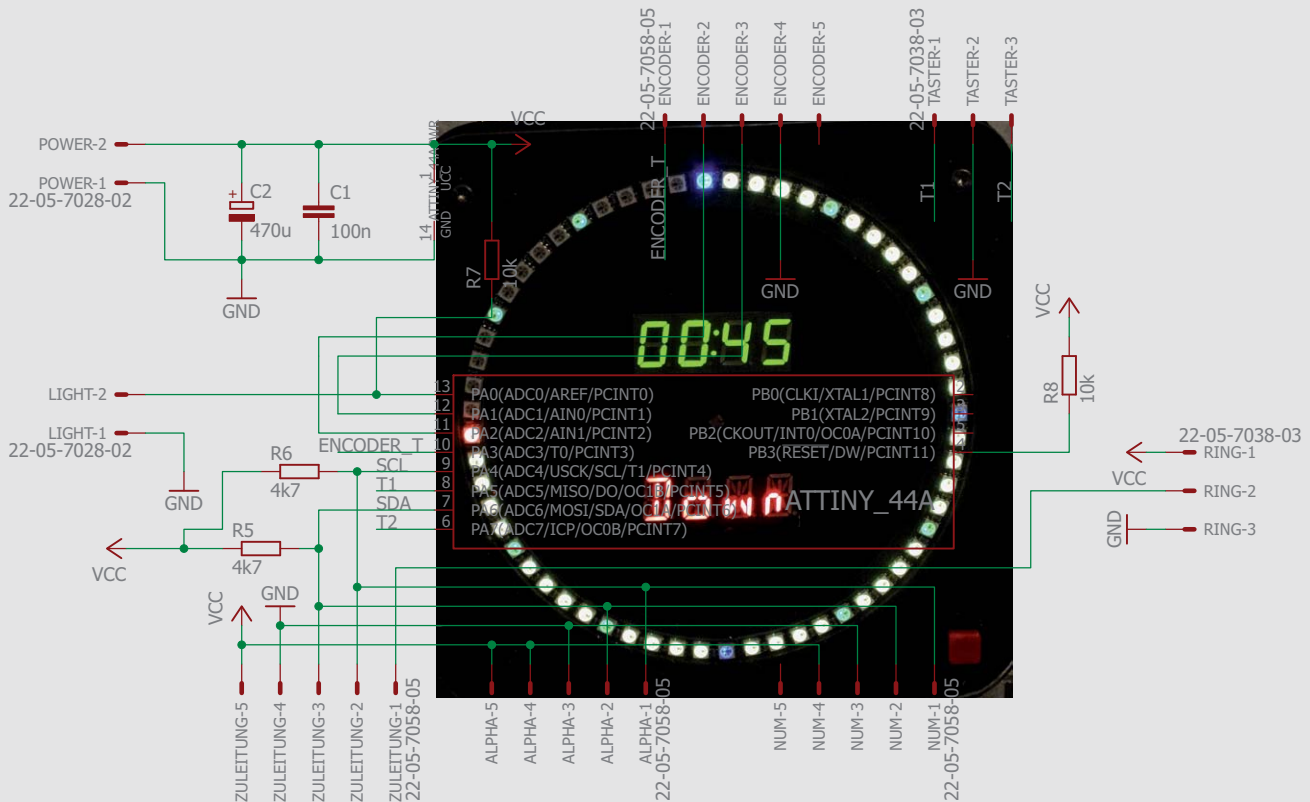 22-05-7058-05
ENCODER-1
ENCODER-2
ENCODER-3
ENCODER-4
ENCODER-5
22-05-7038-03
TASTER-1
TASTER-2
TASTER-3
POWER-2
POWER-1
22-05-7028-02
+
C2
470u
C1
100n
GND
1
14
UCC
GND
VCC
R7
10k
ENCODER_T
GND
T1
T2
GND
VCC
R8
10k
00:45
LIGHT-2
LIGHT-1
22-05-7028-02
GND
13 PA0(ADC0/AREF/PCINT0)
12 PA1(ADC1/AIN0/PCINT1)
11 PA2(ADC2/AIN1/PCINT2)
ENCODER_T 10 PA3(ADC3/T0/PCINT3)
SCL 9 PA4(ADC4/USCK/SCL/T1/PCINT4)
T1 8 PA5(ADC5/MISO/DO/OC1B/PCINT5)
SDA 7 PA6(ADC6/MOSI/SDA/OC1A/PCINT6)
T2 6 PA7(ADC7/ICP/OC0B/PCINT7)
PB0(CLKI/XTAL1/PCINT8) 2
PB1(XTAL2/PCINT9) 3
PB2(CKOUT/INT0/OC0A/PCINT10) 5
PB3(RESET/DW/PCINT11) 4
Down
ATTINY_44A
R6
4k7
R5
4k7
VCC
22-05-7038-03
RING-1
VCC
RING-2
GND
RING-3
VCC
GND
ZULEITUNG-5
ZULEITUNG-4
ZULEITUNG-3
ZULEITUNG-2
ZULEITUNG-1
22-05-7058-05
ALPHA-5
ALPHA-4
ALPHA-3
ALPHA-2
ALPHA-1
22-05-7058-05
NUM-5
NUM-4
NUM-3
NUM-2
NUM-1
22-05-7058-05